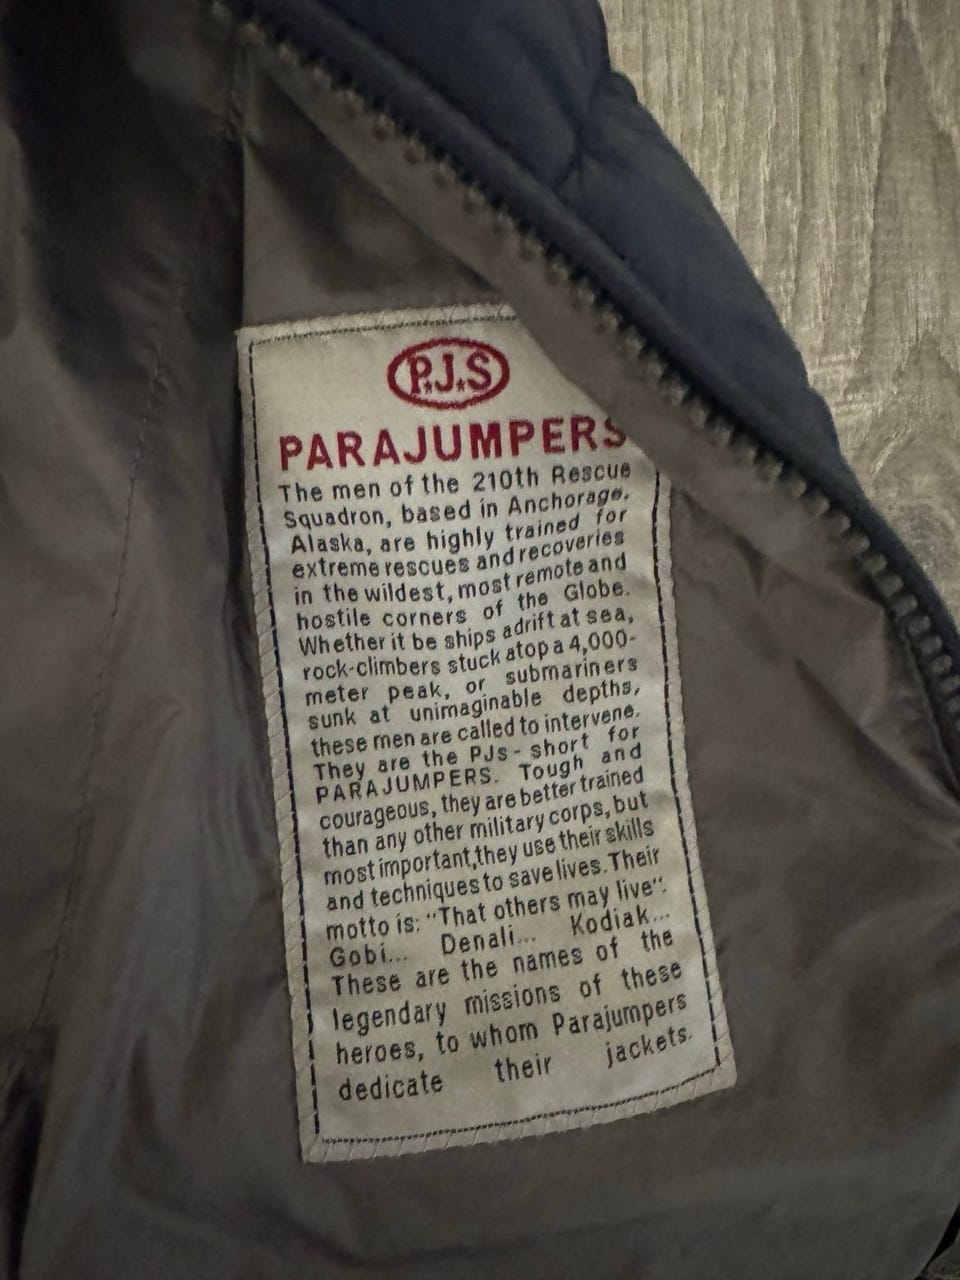 P.J.S
PARAJUMPERS
The men of the 210th Rescue
Squadron, based in Anchorage,
Alaska, are highly trained for
extreme rescues and recoveries
in the wildest, most remote and
hostile corners of the Globe.
Whether it be ships adrift at sea,
rock-climbers stuck atop a 4,000-
meter peak, or submariners
sunk at unimaginable depths,
these men are called to intervene.
They are the PJs - short for
PARAJUMPERS. Tough and
courageous, they are better trained
than any other military corps, but
most important, they use their skills
and techniques to save lives. Their
motto is: "That others may live".
Gobi... Denali... Kodiak...
These are the names of the
legendary missions of these
heroes, to whom Parajumpers
dedicate their jackets.